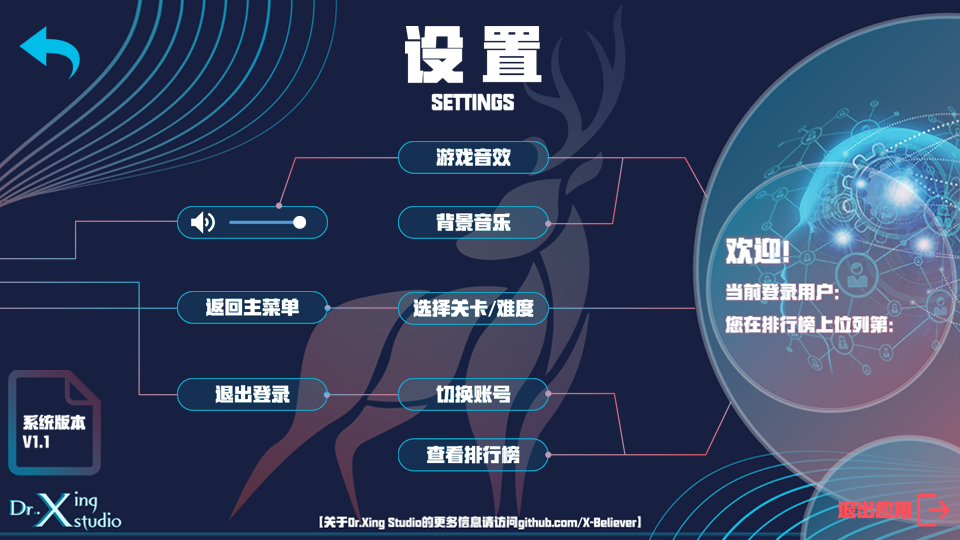 设置
SETTINGS
游戏音效
背景音乐
欢迎!
当前登录用户:
您在排行榜上位列第:
返回主菜单
选择关卡/难度
退出登录
切换账号
查看排行榜
系统版本
V1.1
Dr.Xing
studio
【关于Dr.Xing Studio的更多信息请访问github.com/X-Believer】
退出应用